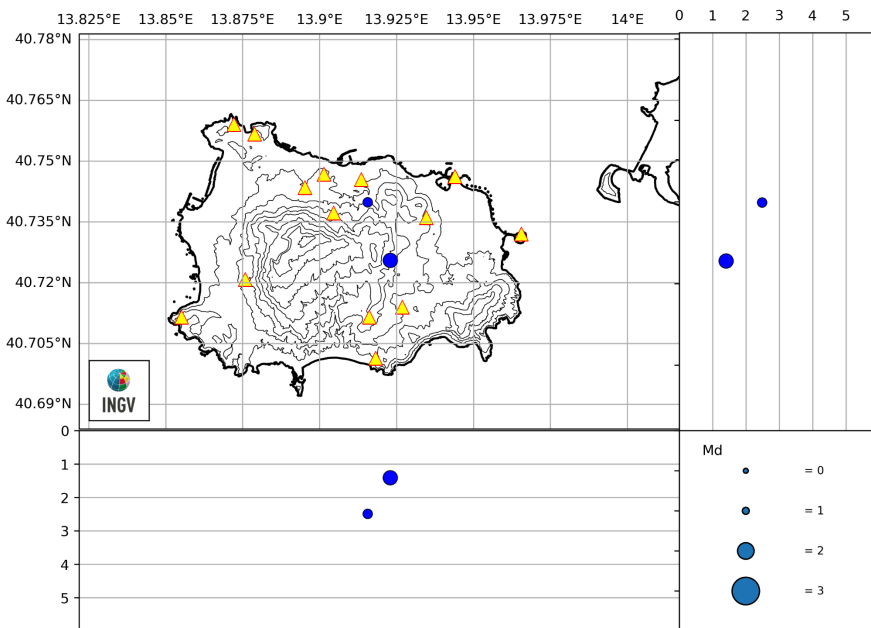 13.825°E 13.85°E 13.875°E 13.9°E 13.925°E 13.95°E 13.975°E 14°E 0 1 2 3 4 5
40.78°N
40.765°N
40.75°N
40.735°N
40.72°N
40.705°N
40.69°N
INGV
0
1
2
3
4
5
Md
= 0
= 1
= 2
= 3